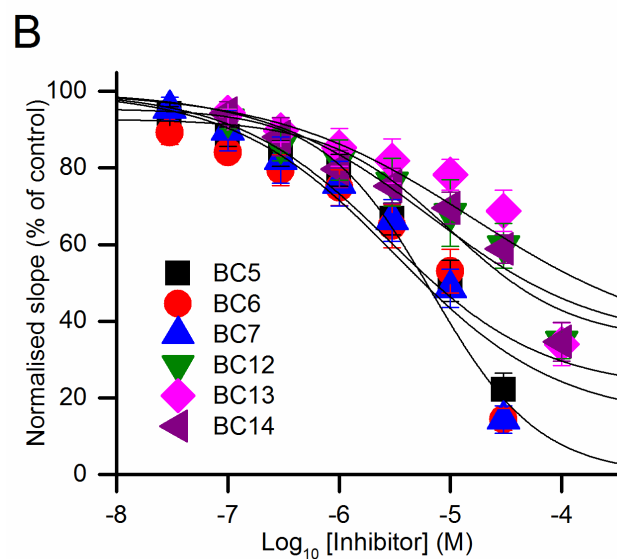 B
Normalised slope (% of control)
100
80
60
40
20
0
BC5
BC6
BC7
BC12
BC13
BC14
-8 -7 -6 -5 -4
Log10 [Inhibitor] (M)